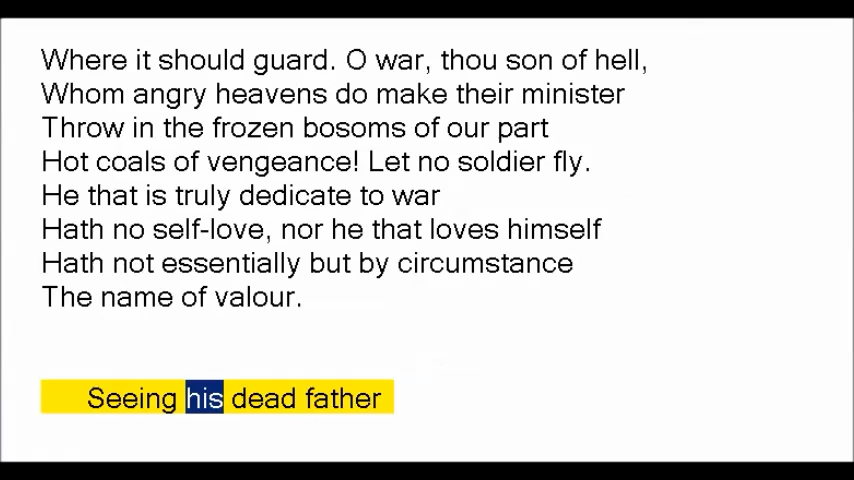 Where it should guard. O war, thou son of hell,
Whom angry heavens do make their minister
Throw in the frozen bosoms of our part
Hot coals of vengeance! Let no soldier fly.
He that is truly dedicate to war
Hath no self-love, nor he that loves himself
Hath not essentially but by circumstance
The name of valour.
Seeing his dead father